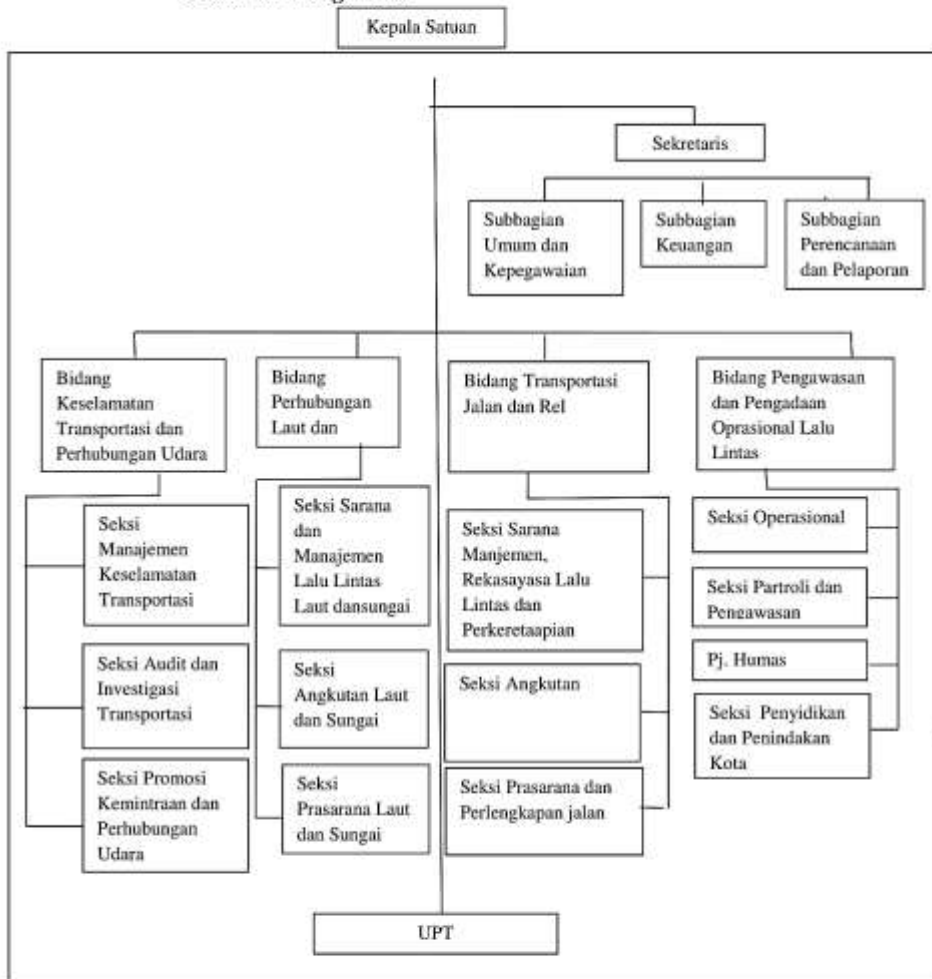 Kepala Satuan
Sekretaris
Subbagian
Umum dan
Kepegawaian
Subbagian
Keuangan
Subbagian
Perencanaan
dan Pelaporan
Bidang
Keselamatan
Transportasi dan
Perhubungan Udara
Bidang
Perhubungan
Laut dan
Bidang Transportasi
Jalan dan Rel
Bidang Pengawasan
dan Pengadaan
Oprasional Lalu
Lintas
Seksi
Manajemen
Keselamatan
Transportasi
Seksi Audit dan
Investigasi
Transportasi
Seksi Promosi
Kemintraan dan
Perhubungan
Udara
Seksi Sarana
dan
Manajemen
Lalu Lintas
Laut dansungai
Seksi
Angkutan Laut
dan Sungai
Seksi
Prasarana Laut
dan Sungai
Seksi Sarana
Manjemen,
Rekasayasa Lalu
Lintas dan
Perkeretaapian
Seksi Angkutan
Seksi Prasarana dan
Perlengkapan jalan
Seksi Operasional
Seksi Partroli dan
Pengawasan
Pj. Humas
Seksi Penyidikan
dan Penindakan
Kota
UPT